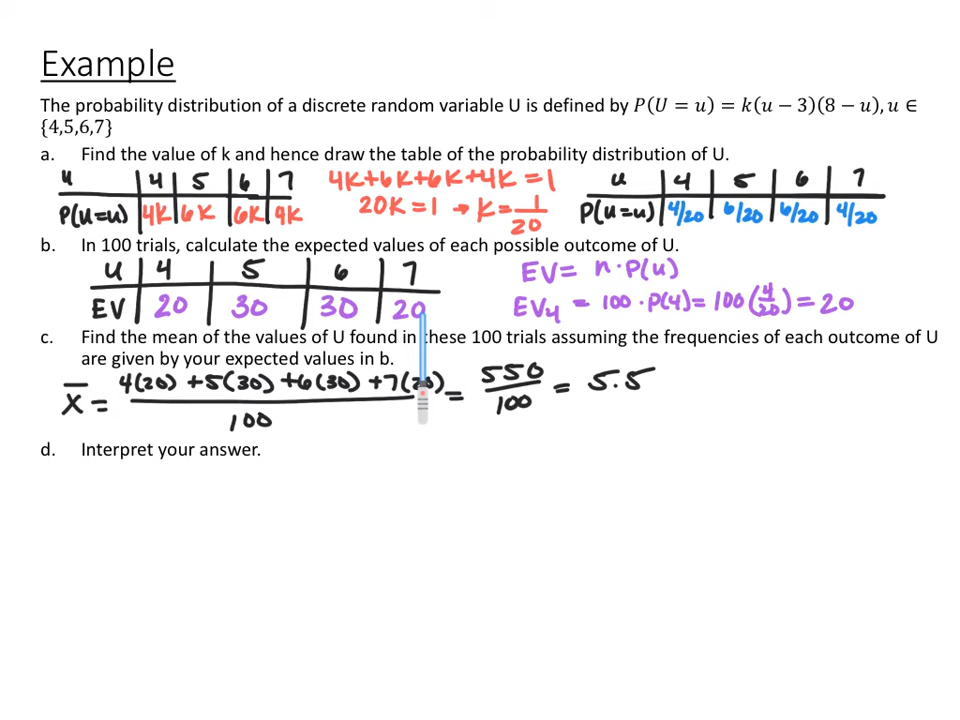 Example
The probability distribution of a discrete random variable U is defined by P(U = u) = k(u − 3)(8 − u), u ∈
{4,5,6,7}
a. Find the value of k and hence draw the table of the probability distribution of U.
u 4 5 6 7 4K+6K+6K+4K = 1 u 4 5 6 7
P(u=u) 4K 6K 6K 4K 20K = 1 → K = 1/20 P(u=u) 4/20 6/20 6/20 4/20
b. In 100 trials, calculate the expected values of each possible outcome of U.
u 4 5 6 7 EV = n·P(u)
EV 20 30 30 20 EV4 = 100·P(4) = 100(4/20) = 20
c. Find the mean of the values of U found in these 100 trials assuming the frequencies of each outcome of U
are given by your expected values in b.
x̄ = 4(20) + 5(30) + 6(30) + 7(20) / 100 = 550/100 = 5.5
d. Interpret your answer.